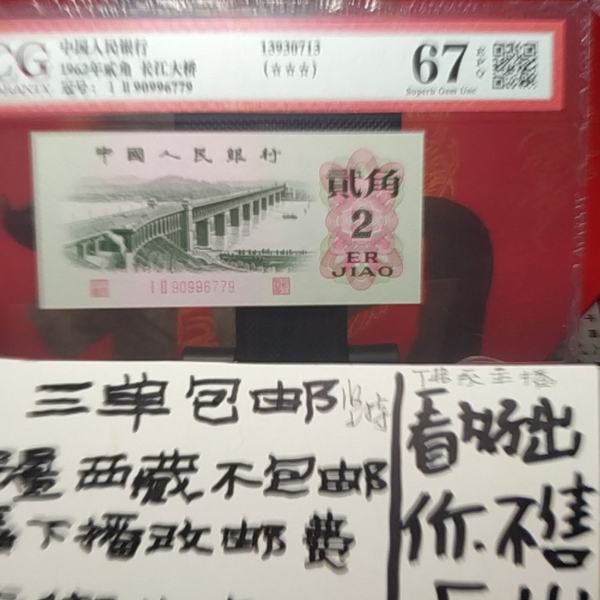 CG
中国人民银行
1962年贰角 长江大桥
冠号: I II 90996779
13930713
(☆☆☆)
67
EPQ
Superb Gem Unc
中國人民銀行
貳角
2
ER
JIAO
I II 90996779
三单包邮
西藏不包邮
下播改邮费
看好出
价.不售